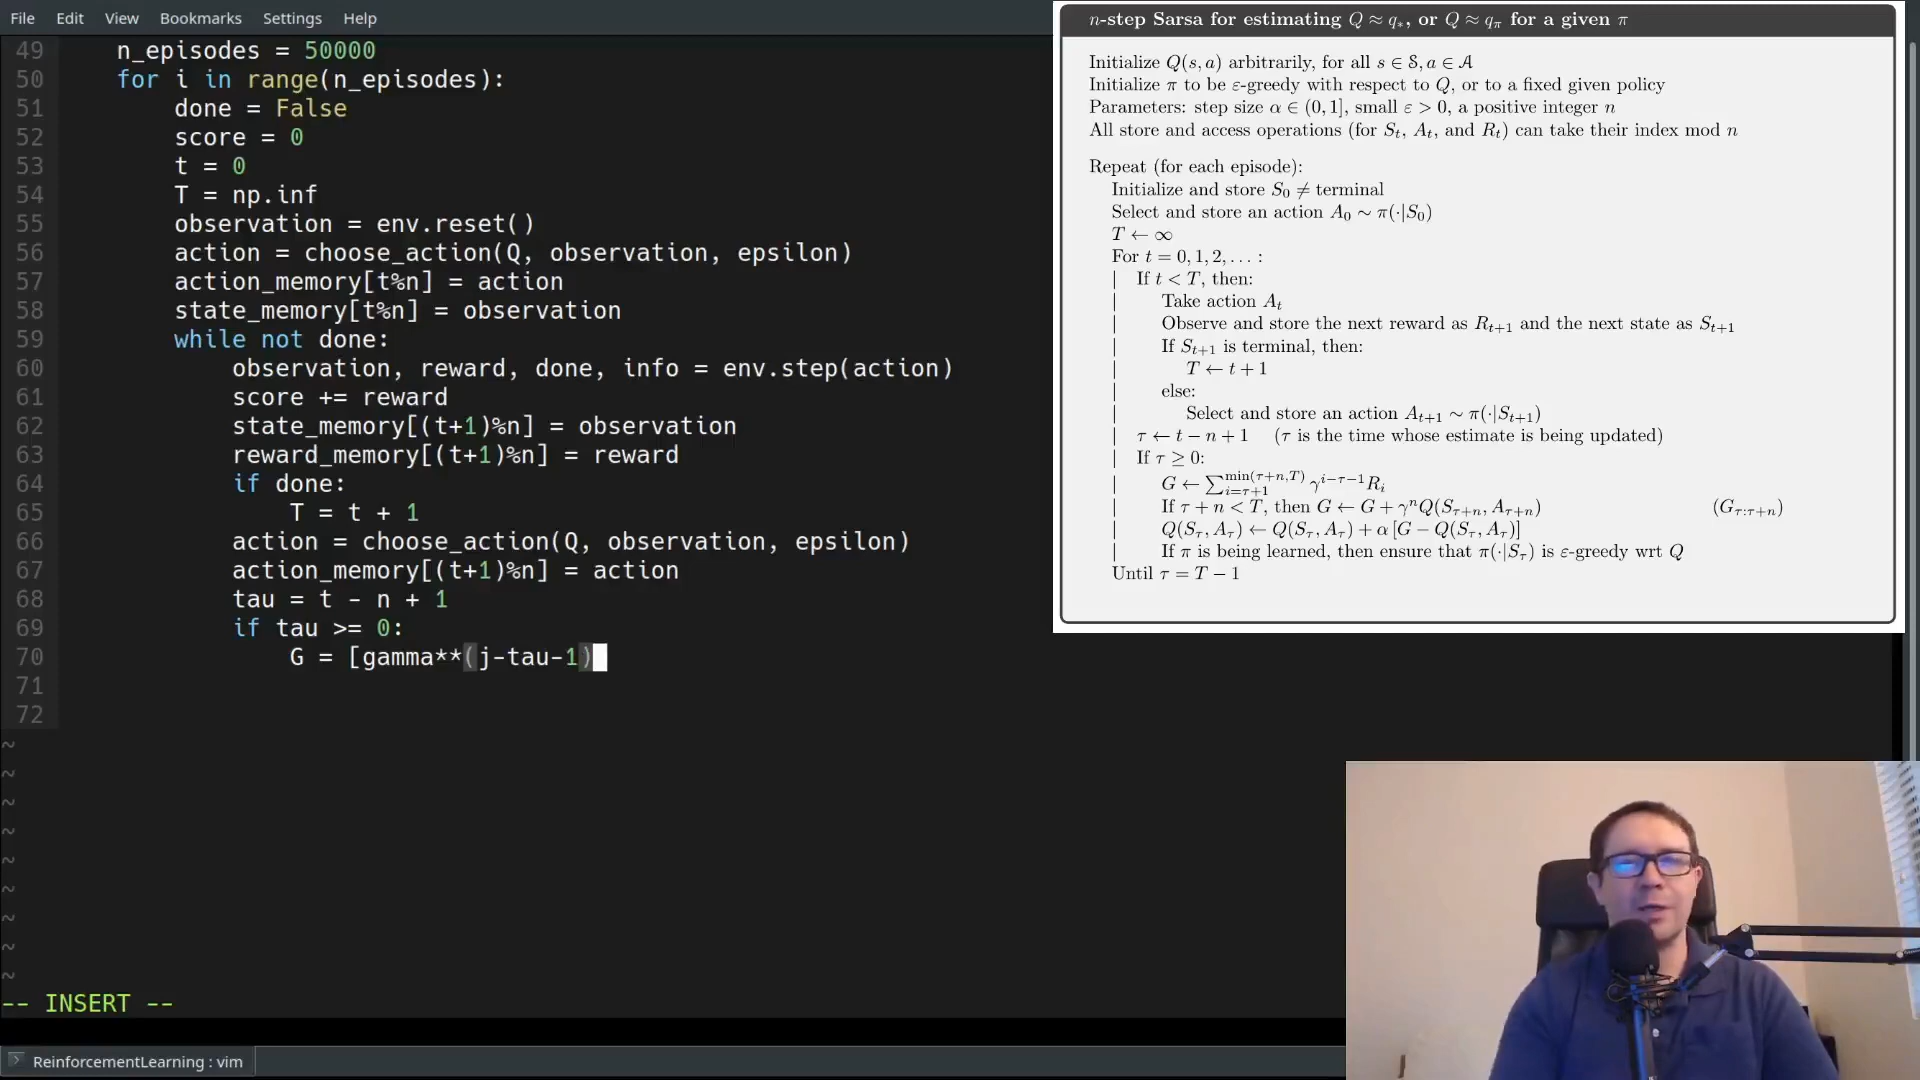 File Edit View Bookmarks Settings Help
49 n_episodes = 50000
50 for i in range(n_episodes):
51 done = False
52 score = 0
53 t = 0
54 T = np.inf
55 observation = env.reset()
56 action = choose_action(Q, observation, epsilon)
57 action_memory[t%n] = action
58 state_memory[t%n] = observation
59 while not done:
60 observation, reward, done, info = env.step(action)
61 score += reward
62 state_memory[(t+1)%n] = observation
63 reward_memory[(t+1)%n] = reward
64 if done:
65 T = t + 1
66 action = choose_action(Q, observation, epsilon)
67 action_memory[(t+1)%n] = action
68 tau = t - n + 1
69 if tau >= 0:
70 G = [gamma**(j-tau-1)
71
72
~
~
~
~
~
~
~
~
~
-- INSERT --
ReinforcementLearning : vim
n-step Sarsa for estimating Q ≈ q∗, or Q ≈ qπ for a given π
Initialize Q(s, a) arbitrarily, for all s ∈ S, a ∈ A
Initialize π to be ε-greedy with respect to Q, or to a fixed given policy
Parameters: step size α ∈ (0, 1], small ε > 0, a positive integer n
All store and access operations (for Sₜ, Aₜ, and Rₜ) can take their index mod n
Repeat (for each episode):
Initialize and store S₀ ≠ terminal
Select and store an action A₀ ∼ π(·|S₀)
T ← ∞
For t = 0, 1, 2, . . . :
| If t < T, then:
| Take action Aₜ
| Observe and store the next reward as Rₜ₊₁ and the next state as Sₜ₊₁
| If Sₜ₊₁ is terminal, then:
| T ← t + 1
| else:
| Select and store an action Aₜ₊₁ ∼ π(·|Sₜ₊₁)
| τ ← t − n + 1 (τ is the time whose estimate is being updated)
| If τ ≥ 0:
| G ← ∑_{i=τ+1}^{min(τ+n,T)} γ^{i−τ−1} Rᵢ
| If τ + n < T, then G ← G + γⁿQ(S_{τ+n}, A_{τ+n}) (G_{τ:τ+n})
| Q(S_τ, A_τ) ← Q(S_τ, A_τ) + α [G − Q(S_τ, A_τ)]
| If π is being learned, then ensure that π(·|S_τ) is ε-greedy wrt Q
Until τ = T − 1